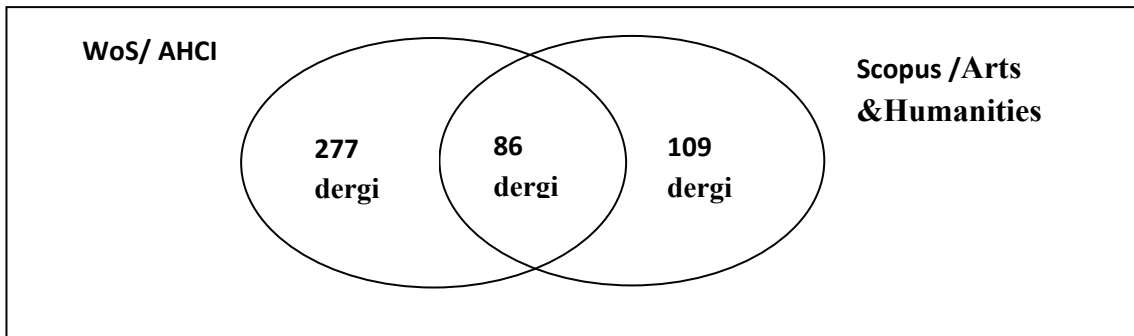 WoS/ AHCI
Scopus /Arts
&Humanities
277
dergi
86
dergi
109
dergi